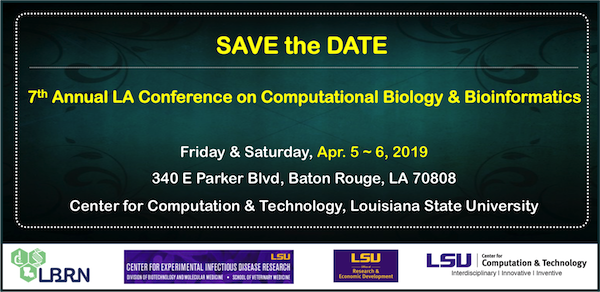 SAVE the DATE
7th Annual LA Conference on Computational Biology & Bioinformatics
Friday & Saturday, Apr. 5 ~ 6, 2019
340 E Parker Blvd, Baton Rouge, LA 70808
Center for Computation & Technology, Louisiana State University
LBRN
LSU
CENTER FOR EXPERIMENTAL INFECTIOUS DISEASE RESEARCH
DIVISION OF BIOTECHNOLOGY AND MOLECULAR MEDICINE • SCHOOL OF VETERINARY MEDICINE
LSU
Research &
Economic Development
LSU
Center for
Computation & Technology
Interdisciplinary | Innovative | Inventive